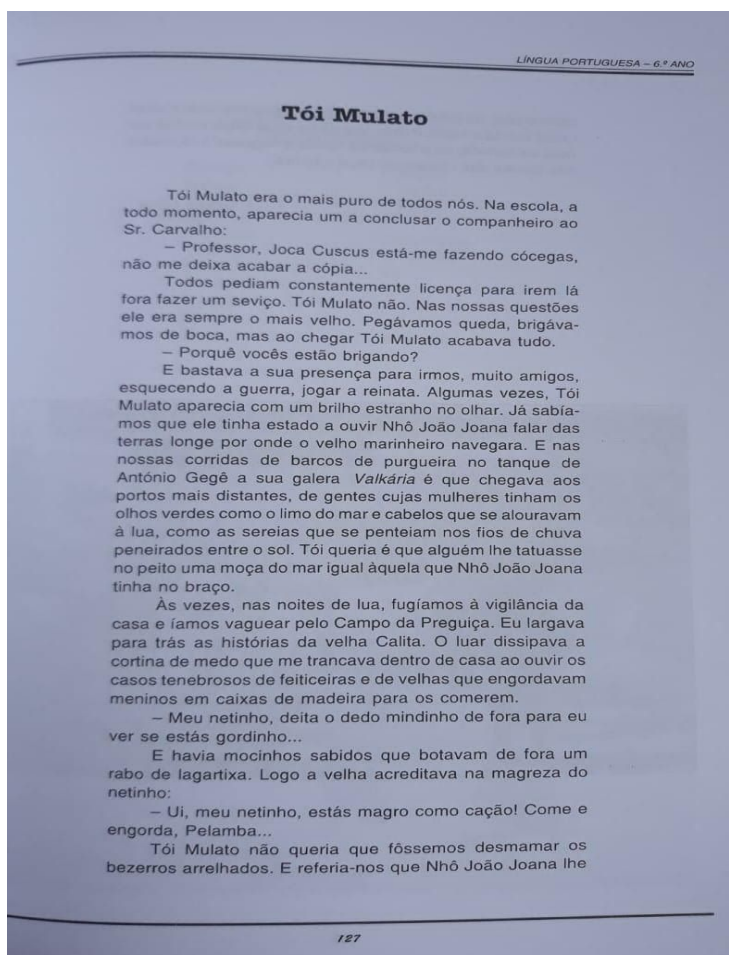 LÍNGUA PORTUGUESA – 6.º ANO
Tói Mulato
Tói Mulato era o mais puro de todos nós. Na escola, a
todo momento, aparecia um a conclusar o companheiro ao
Sr. Carvalho:
– Professor, Joca Cuscus está-me fazendo cócegas,
não me deixa acabar a cópia...
Todos pediam constantemente licença para irem lá
fora fazer um seviço. Tói Mulato não. Nas nossas questões
ele era sempre o mais velho. Pegávamos queda, brigáva-
mos de boca, mas ao chegar Tói Mulato acabava tudo.
– Porquê vocês estão brigando?
E bastava a sua presença para irmos, muito amigos,
esquecendo a guerra, jogar a reinata. Algumas vezes, Tói
Mulato aparecia com um brilho estranho no olhar. Já sabía-
mos que ele tinha estado a ouvir Nhô João Joana falar das
terras longe por onde o velho marinheiro navegara. E nas
nossas corridas de barcos de purgueira no tanque de
António Gegê a sua galera Valkária é que chegava aos
portos mais distantes, de gentes cujas mulheres tinham os
olhos verdes como o limo do mar e cabelos que se alouravam
à lua, como as sereias que se penteiam nos fios de chuva
peneirados entre o sol. Tói queria é que alguém lhe tatuasse
no peito uma moça do mar igual àquela que Nhô João Joana
tinha no braço.
Às vezes, nas noites de lua, fugíamos à vigilância da
casa e íamos vaguear pelo Campo da Preguiça. Eu largava
para trás as histórias da velha Calita. O luar dissipava a
cortina de medo que me trancava dentro de casa ao ouvir os
casos tenebrosos de feiticeiras e de velhas que engordavam
meninos em caixas de madeira para os comerem.
– Meu netinho, deita o dedo mindinho de fora para eu
ver se estás gordinho...
E havia mocinhos sabidos que botavam de fora um
rabo de lagartixa. Logo a velha acreditava na magreza do
netinho:
– Ui, meu netinho, estás magro como cação! Come e
engorda, Pelamba...
Tói Mulato não queria que fôssemos desmamar os
bezerros arrelhados. E referia-nos que Nhô João Joana lhe
127